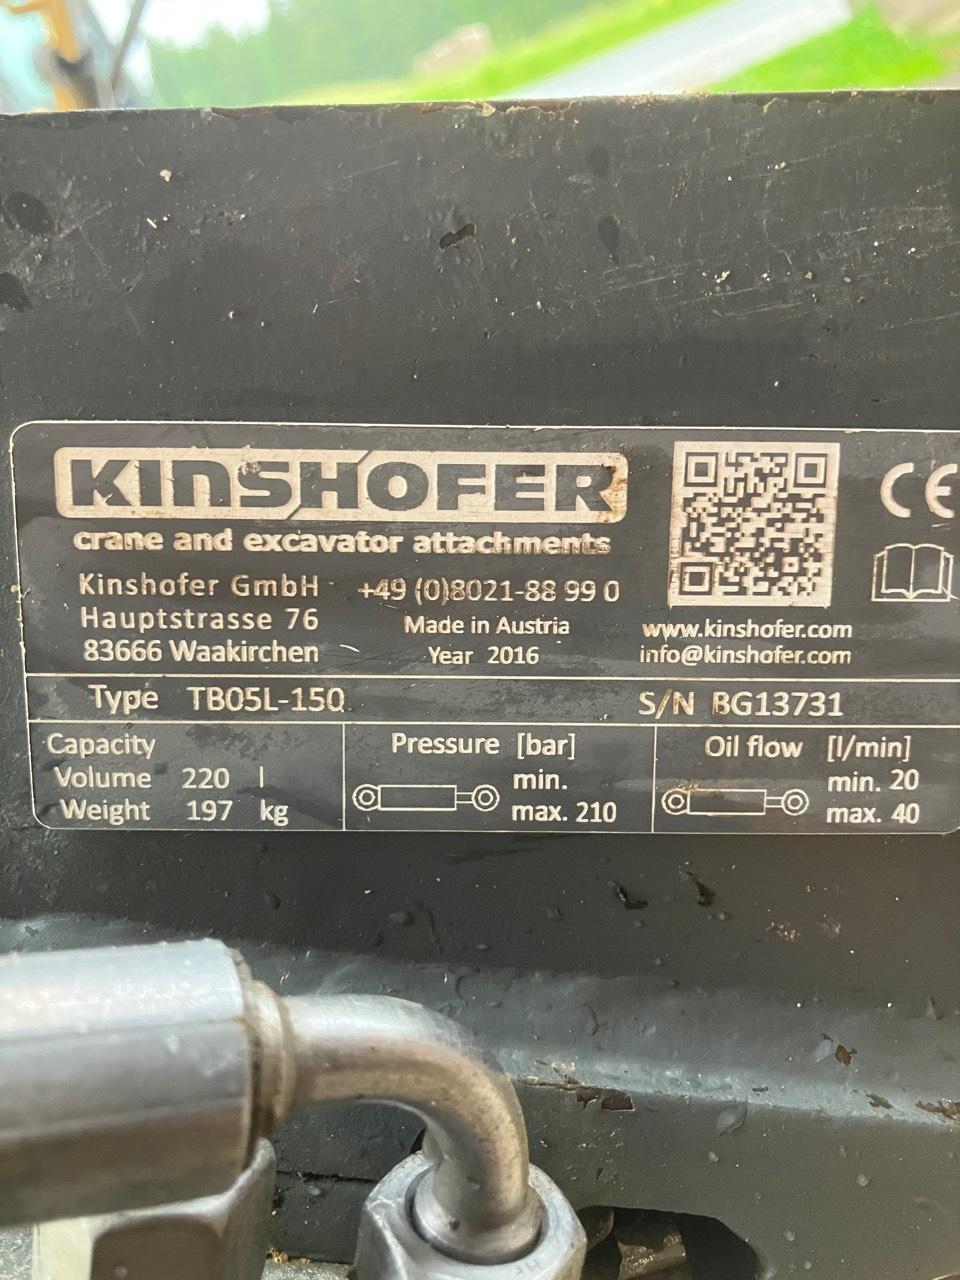 KINSHOFER
crane and excavator attachments
Kinshofer GmbH
Hauptstrasse 76
83666 Waakirchen
+49 (0)8021-88 99 0
Made in Austria
Year 2016
CE
www.kinshofer.com
info@kinshofer.com
Type TB05L-150
S/N BG13731
Capacity
Volume 220 l
Weight 197 kg
Pressure [bar]
min.
max. 210
Oil flow [l/min]
min. 20
max. 40